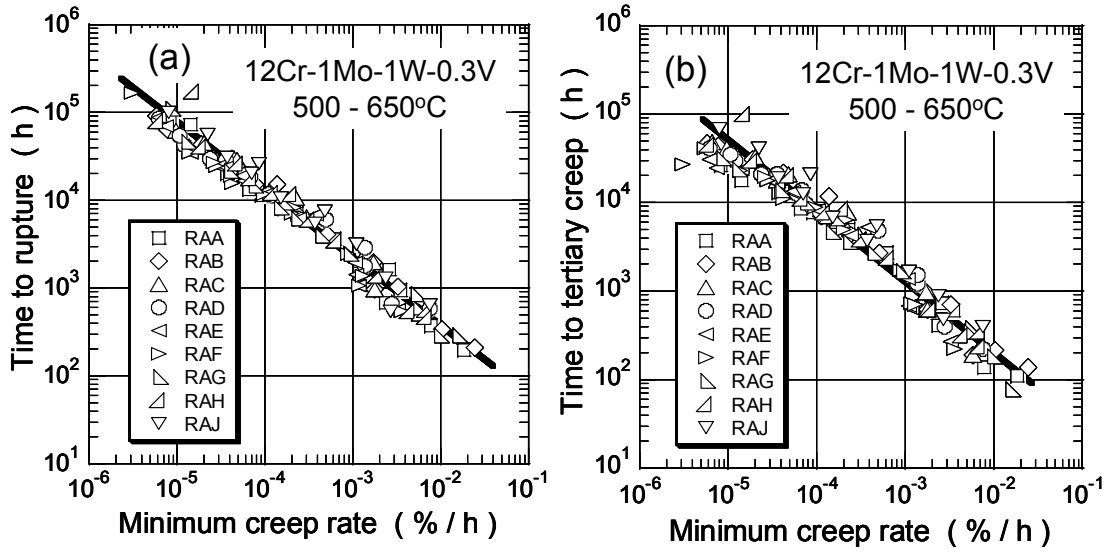 (a)
12Cr-1Mo-1W-0.3V
500 - 650°C
Time to rupture ( h )
10^6
10^5
10^4
10^3
10^2
10^1
RAA
RAB
RAC
RAD
RAE
RAF
RAG
RAH
RAJ
10^-6 10^-5 10^-4 10^-3 10^-2 10^-1
Minimum creep rate ( % / h )
(b)
12Cr-1Mo-1W-0.3V
500 - 650°C
Time to tertiary creep ( h )
10^6
10^5
10^4
10^3
10^2
10^1
RAA
RAB
RAC
RAD
RAE
RAF
RAG
RAH
RAJ
10^-6 10^-5 10^-4 10^-3 10^-2 10^-1
Minimum creep rate ( % / h )